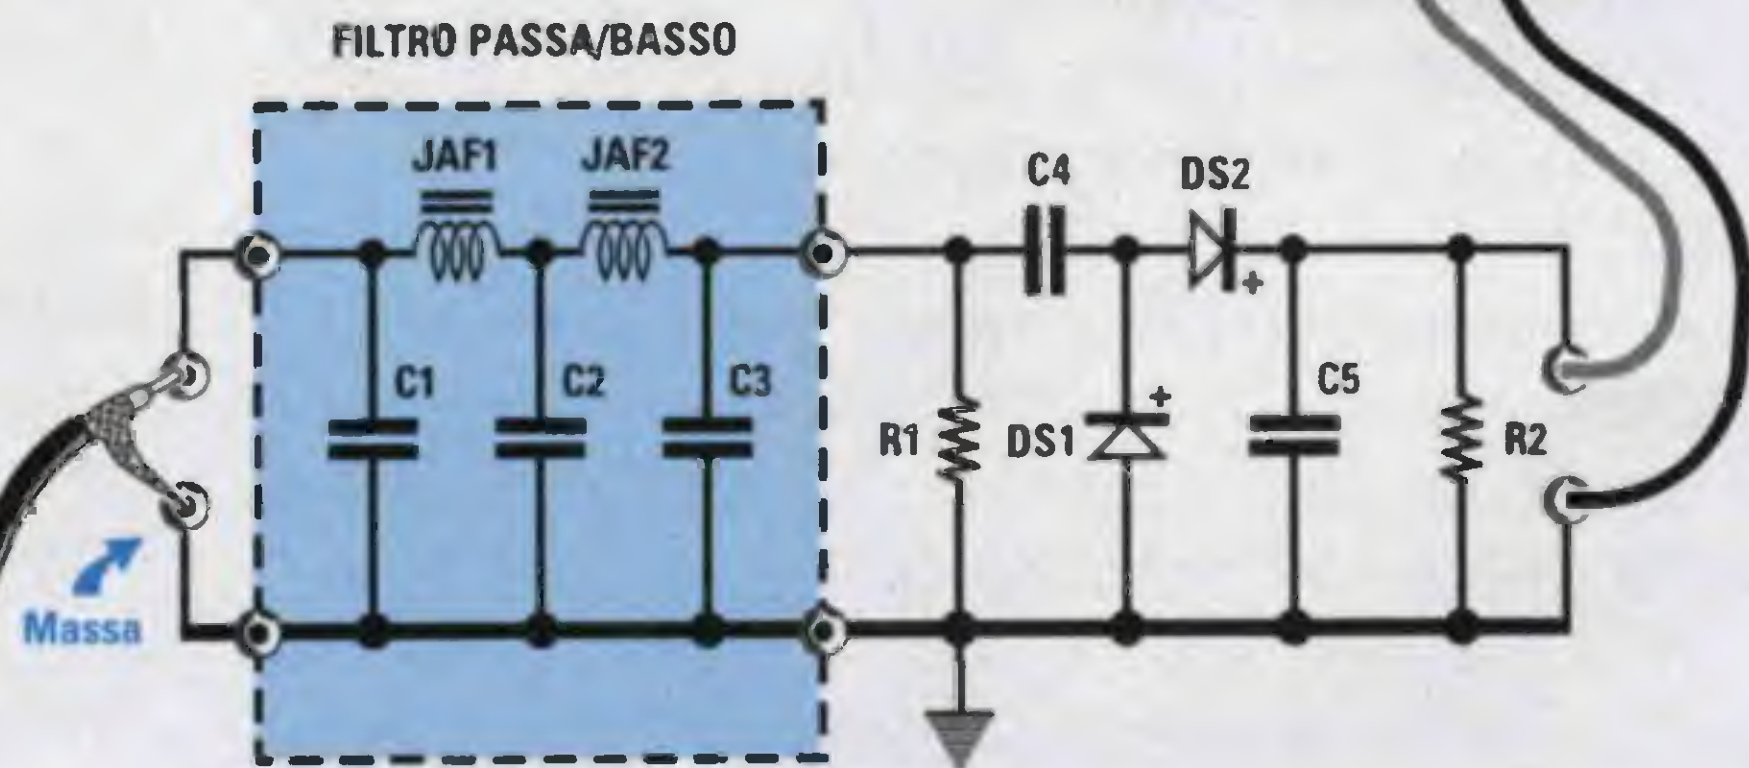 FILTRO PASSA/BASSO
JAF1
JAF2
C4
DS2
+
C1
C2
C3
R1
DS1
+
C5
R2
Massa